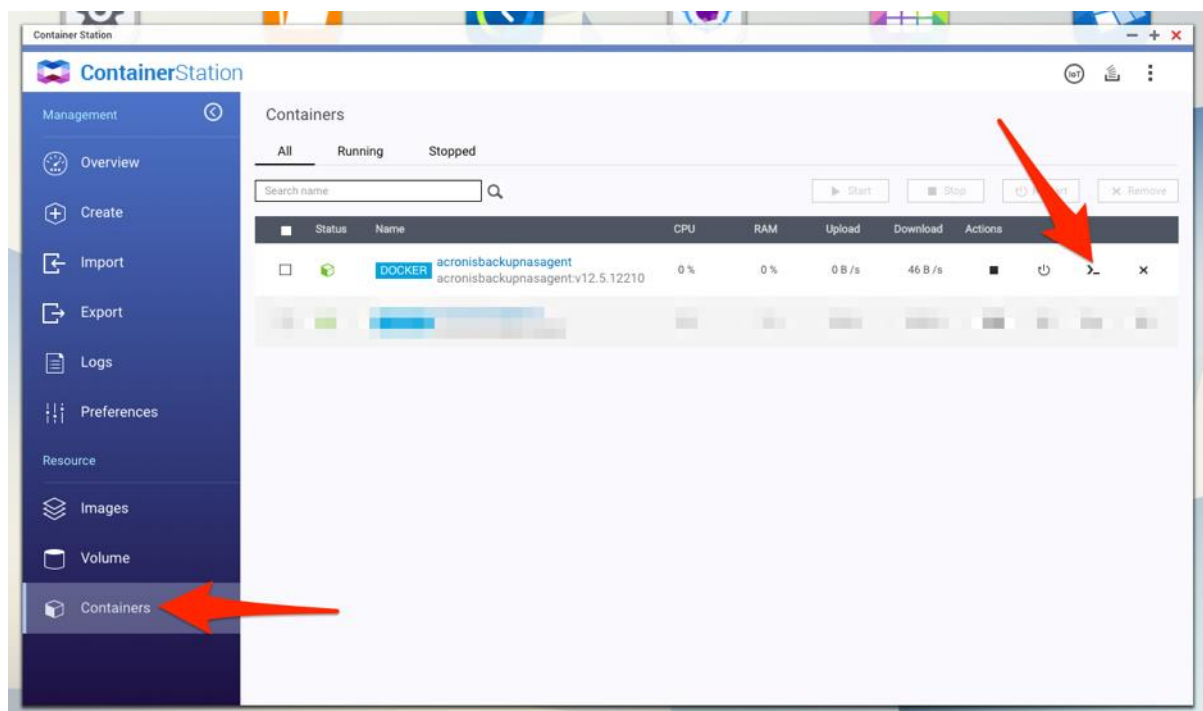 Container Station
ContainerStation
IoT
Management
Overview
Create
Import
Export
Logs
Preferences
Resource
Images
Volume
Containers
Containers
All Running Stopped
Search name
Start Stop Remove
Status Name CPU RAM Upload Download Actions
DOCKER acronisbackupnasagent 0 % 0 % 0 B /s 46 B /s
acronisbackupnasagent:v12.5.12210